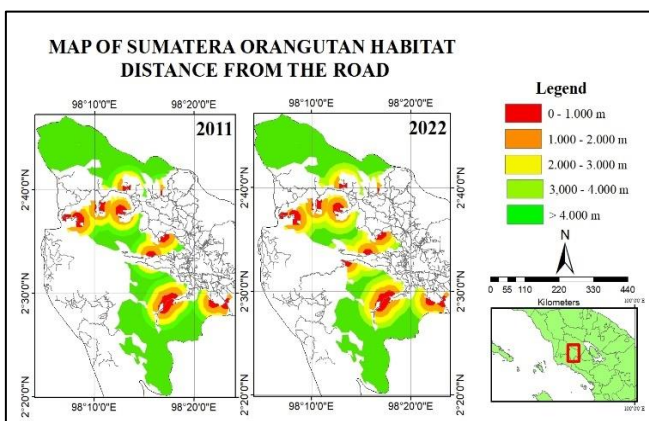 MAP OF SUMATERA ORANGUTAN HABITAT
DISTANCE FROM THE ROAD
98°10'0"E 98°20'0"E 98°10'0"E 98°20'0"E
2011 2022
2°40'0"N
2°30'0"N
2°20'0"N
2°40'0"N
2°30'0"N
2°20'0"N
98°10'0"E 98°20'0"E 98°10'0"E 98°20'0"E
Legend
0 - 1.000 m
1.000 - 2.000 m
2.000 - 3.000 m
3,000 - 4.000 m
> 4.000 m
N
0 55 110 220 330 440
Kilometers